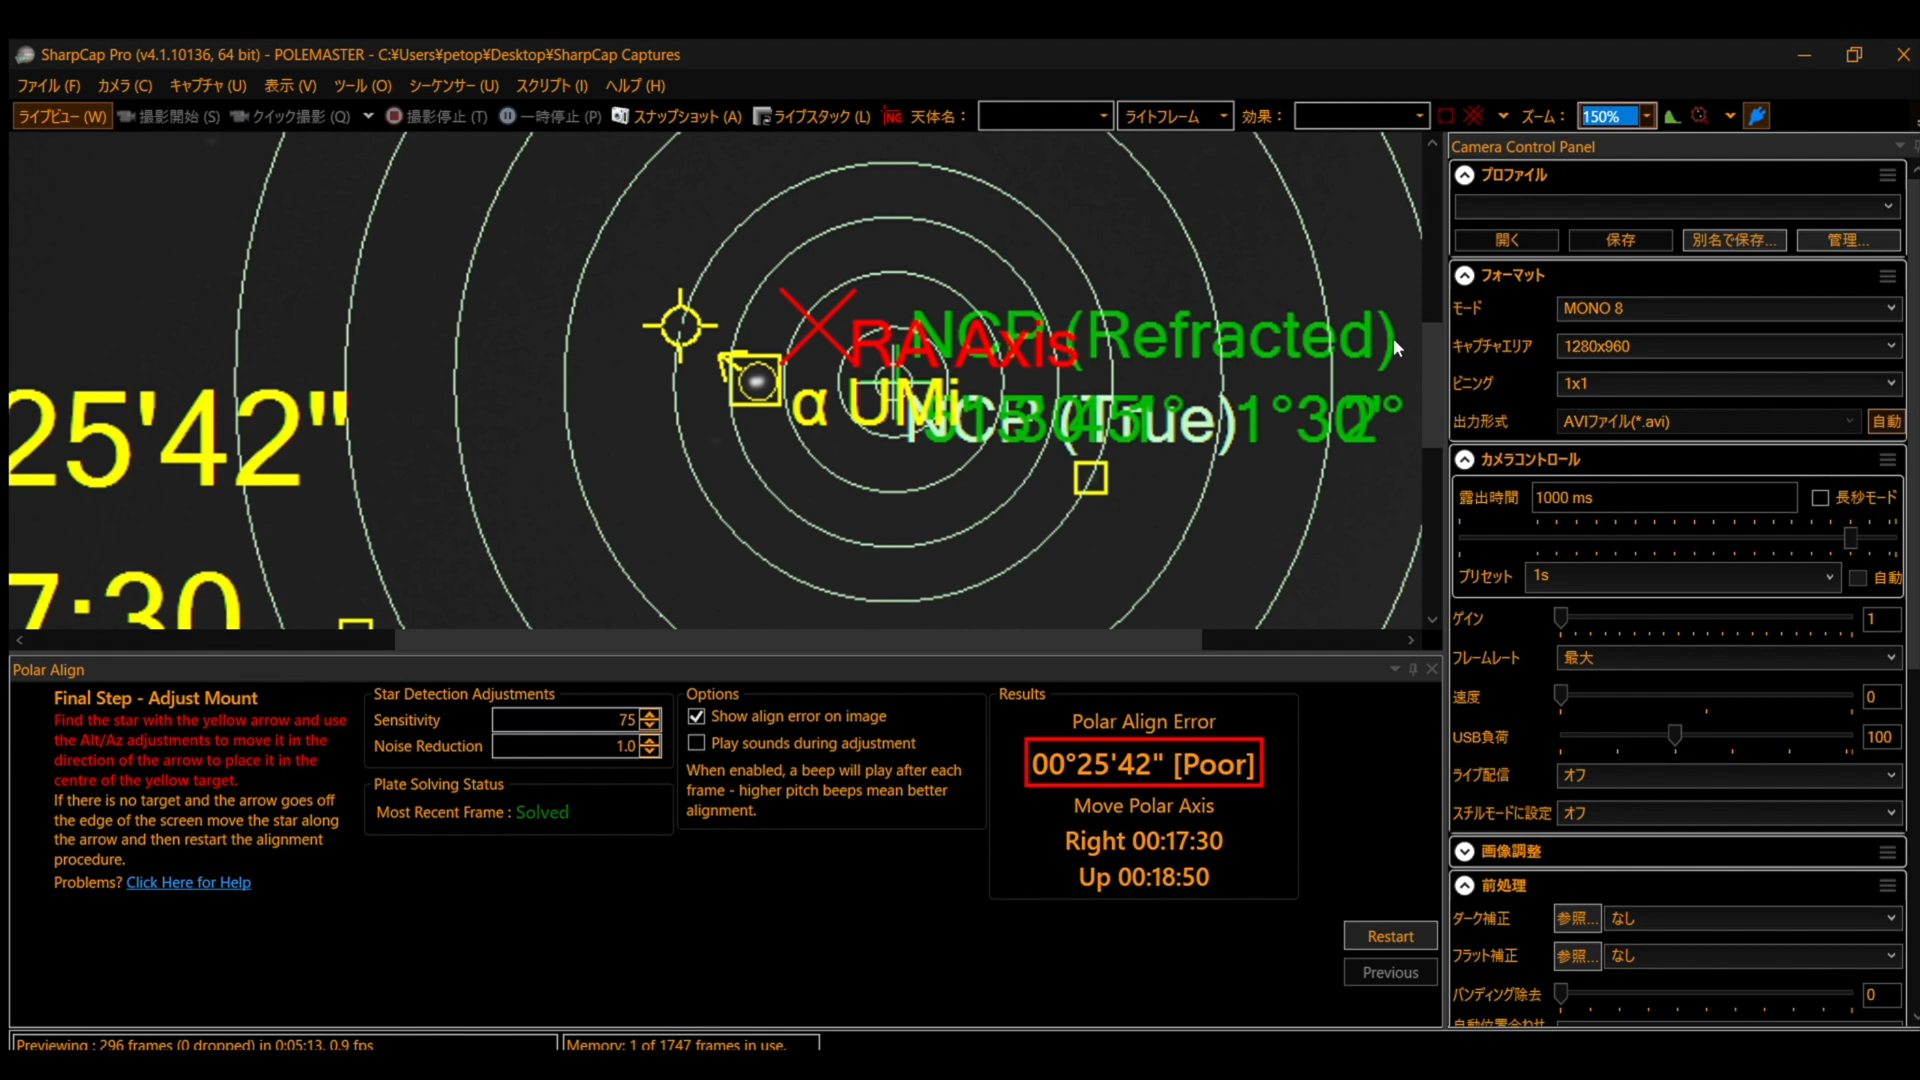 SharpCap Pro (v4.1.10136, 64 bit) - POLEMASTER - C:¥Users¥petop¥Desktop¥SharpCap Captures
ファイル (F) カメラ (C) キャプチャ (U) 表示 (V) ツール (O) シーケンサー (U) スクリプト (I) ヘルプ (H)
ライブビュー (W) 撮影開始 (S) クイック撮影 (Q) 撮影停止 (T) 一時停止 (P) スナップショット (A) ライブスタック (L) NG 天体名： ライトフレーム 効果： ズーム： 150%
NCP (Refracted)
RA Axis
α UMi
NCP (True)
1°30'
2°
25'42"
7:30
Polar Align
Final Step - Adjust Mount
Find the star with the yellow arrow and use
the Alt/Az adjustments to move it in the
direction of the arrow to place it in the
centre of the yellow target.
If there is no target and the arrow goes off
the edge of the screen move the star along
the arrow and then restart the alignment
procedure.
Problems? Click Here for Help
Star Detection Adjustments
Sensitivity 75
Noise Reduction 1.0
Plate Solving Status
Most Recent Frame : Solved
Options
Show align error on image
Play sounds during adjustment
When enabled, a beep will play after each
frame - higher pitch beeps mean better
alignment.
Results
Polar Align Error
00°25'42" [Poor]
Move Polar Axis
Right 00:17:30
Up 00:18:50
Restart
Previous
Camera Control Panel
プロファイル
開く 保存 別名で保存... 管理...
フォーマット
モード MONO 8
キャプチャエリア 1280x960
ビニング 1x1
出力形式 AVIファイル(*.avi) 自動
カメラコントロール
露出時間 1000 ms 長秒モード
プリセット 1s 自動
ゲイン 1
フレームレート 最大
速度 0
USB負荷 100
ライブ配信 オフ
スチルモードに設定 オフ
画像調整
前処理
ダーク補正 参照... なし
フラット補正 参照... なし
バンディング除去 0
自動位置合わせ
Previewing : 296 frames (0 dropped) in 0:05:13, 0.9 fps
Memory: 1 of 1747 frames in use.